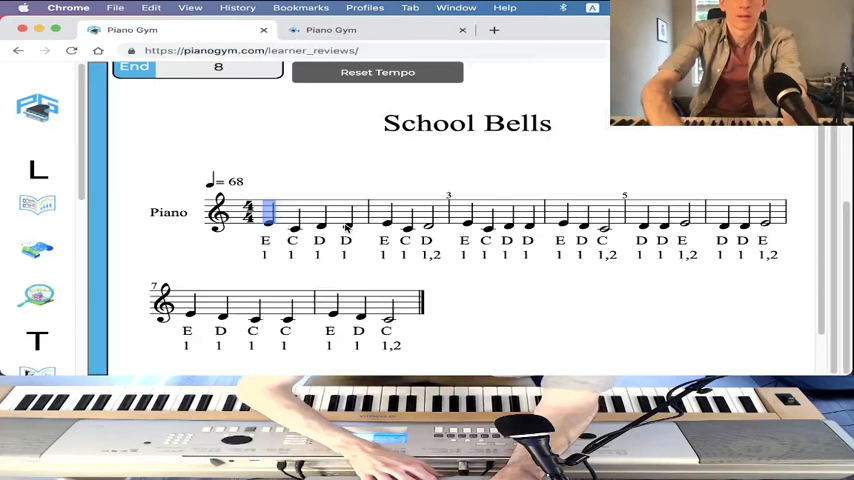 Chrome File Edit View History Bookmarks Profiles Tab Window Help A
Piano Gym × Piano Gym × +
https://pianogym.com/learner_reviews/
End 8
Reset Tempo
PG
L
T
School Bells
= 68
Piano
4 4
3
5
E C D D E C D E C D D E D C D D E D D E
1 1 1 1 1 1 1,2 1 1 1 1 1 1 1,2 1 1 1,2 1 1 1,2
7
E D C C E D C
1 1 1 1 1 1 1,2